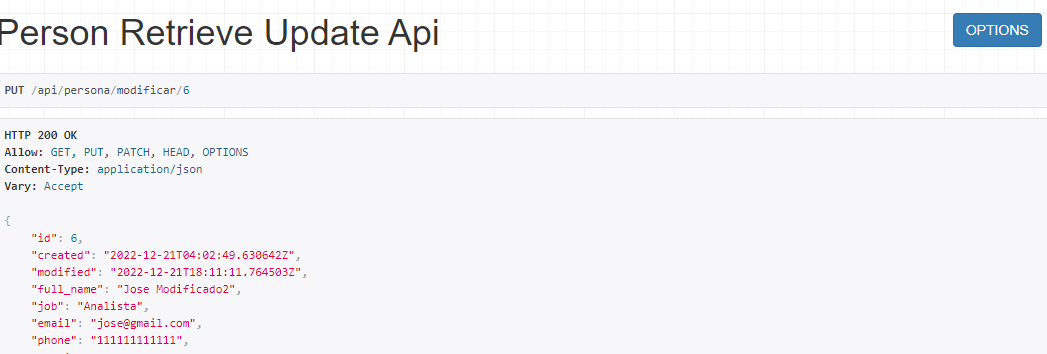 Person Retrieve Update Api
OPTIONS
PUT /api/persona/modificar/6
HTTP 200 OK
Allow: GET, PUT, PATCH, HEAD, OPTIONS
Content-Type: application/json
Vary: Accept
{
"id": 6,
"created": "2022-12-21T04:02:49.630642Z",
"modified": "2022-12-21T18:11:11.764503Z",
"full_name": "Jose Modificado2",
"job": "Analista",
"email": "jose@gmail.com",
"phone": "111111111111",